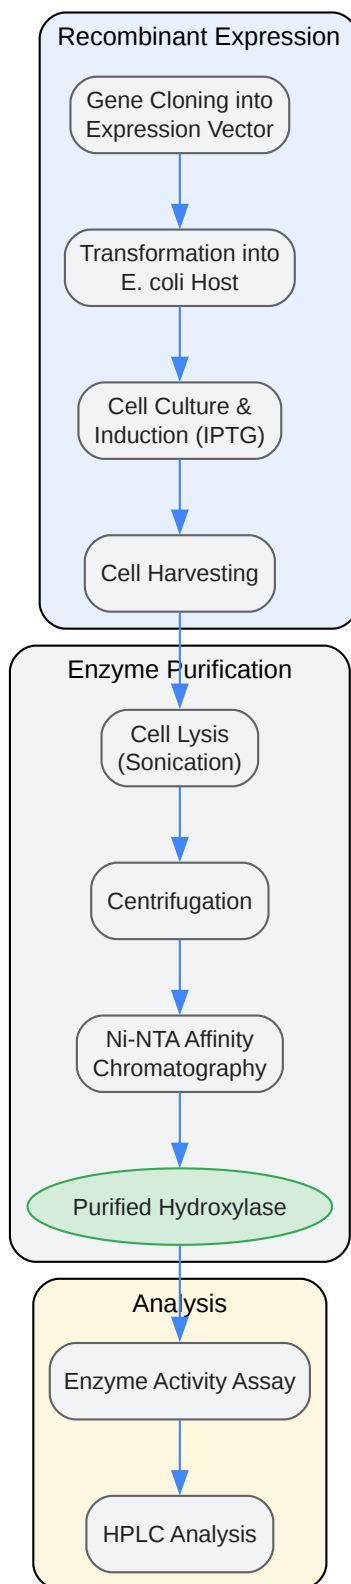 Recombinant Expression
Gene Cloning into
Expression Vector
Transformation into
E. coli Host
Cell Culture &
Induction (IPTG)
Cell Harvesting
Enzyme Purification
Cell Lysis
(Sonication)
Centrifugation
Ni-NTA Affinity
Chromatography
Purified Hydroxylase
Analysis
Enzyme Activity Assay
HPLC Analysis